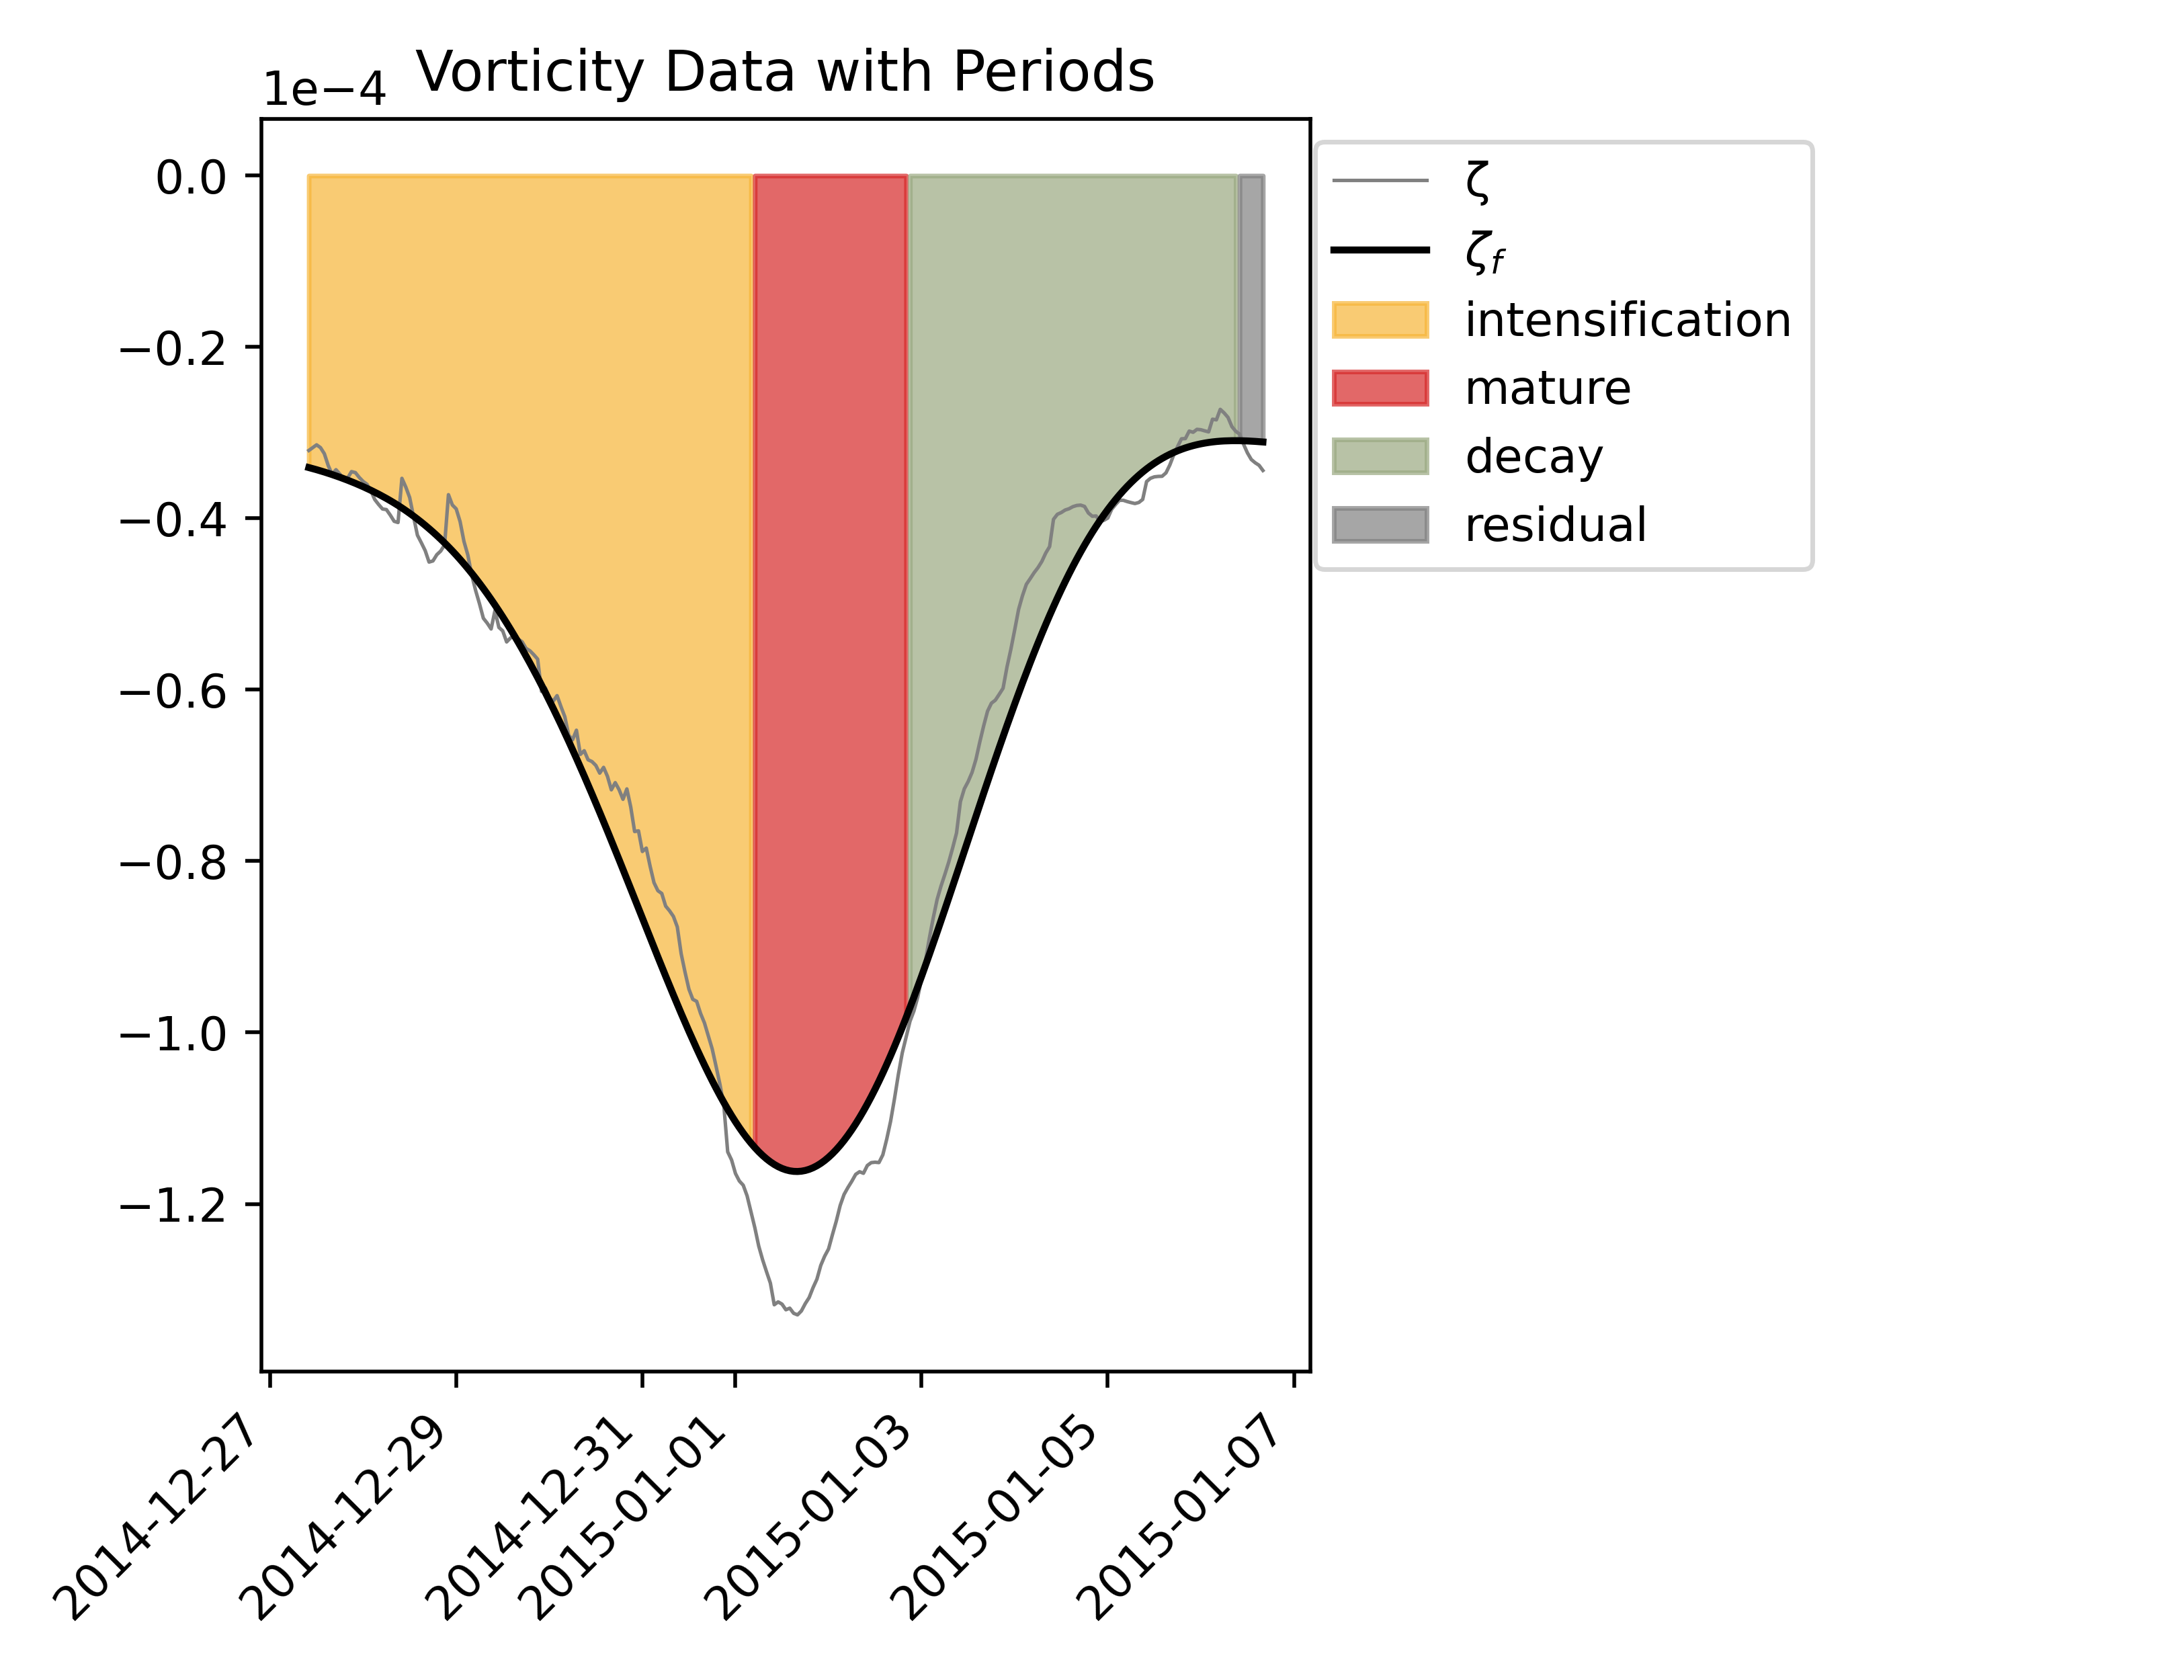 Vorticity Data with Periods
1e−4
0.0
−0.2
−0.4
−0.6
−0.8
−1.0
−1.2
2014-12-27
2014-12-29
2014-12-31
2015-01-01
2015-01-03
2015-01-05
2015-01-07
ζ
ζf
intensification
mature
decay
residual